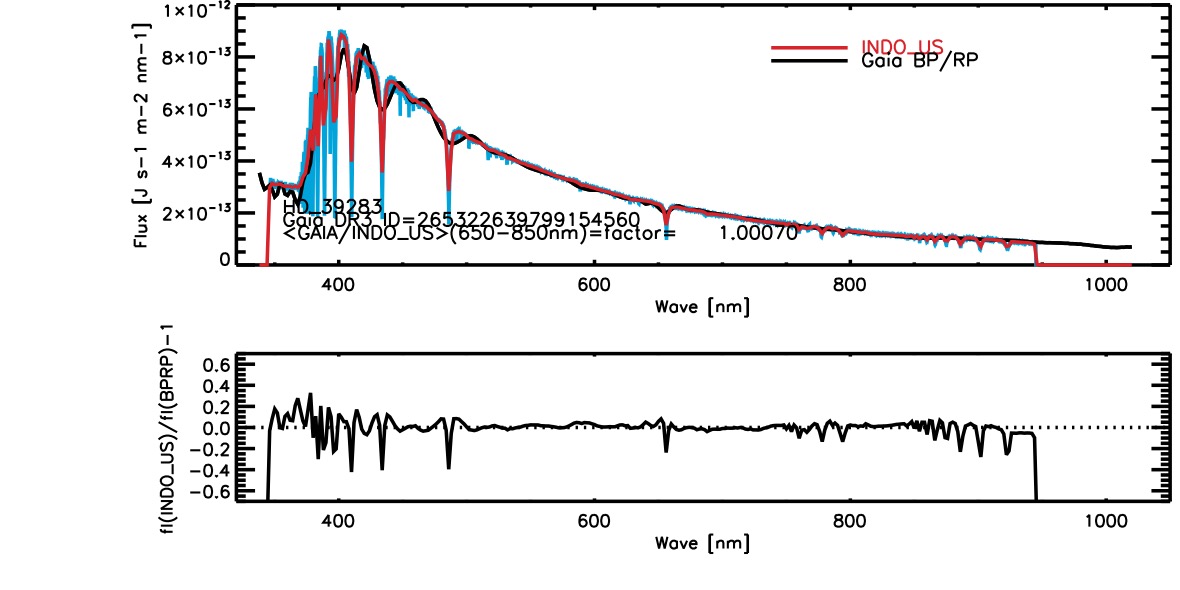 1×10−12
8×10−13
6×10−13
4×10−13
2×10−13
0
Flux [J s−1 m−2 nm−1]
INDO_US
Gaia BP/RP
HD_39283
Gaia DR3 ID=2653226397991545​60
<GAIA/INDO_US>(650−850nm)=factor= 1.00070
400 600 800 1000
Wave [nm]
fl(INDO_US)/fl(BPRP)−1
0.6
0.4
0.2
0.0
−0.2
−0.4
−0.6
400 600 800 1000
Wave [nm]